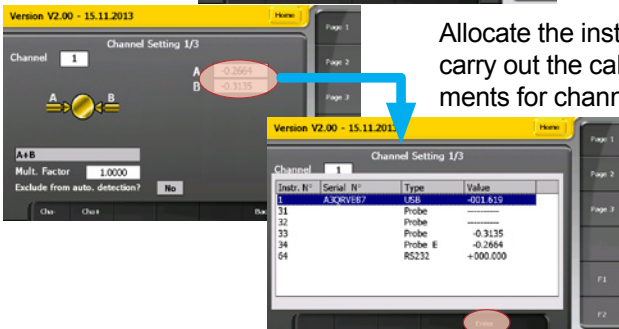 Version V2.00 - 15.11.2013
Home
Page 1
Channel Setting 1/3
Channel 1
A -0.2664
B -0.3135
Page 2
Page 3
A B
A+B
Mult. Factor 1.0000
Exclude from auto. detection? No
Cha- Cha+
Allocate the inst
carry out the cal
ments for chann
Version V2.00 - 15.11.201
Home
Page 1
Channel Setting 1/3
Channel 1
Instr. N° Serial N° Type Value
1 A3QRVEB7 USB -001.619
31 Probe ----------
32 Probe ----------
33 Probe -0.3135
34 Probe E -0.2664
64 RS232 +000.000
Page 2
Page 3
F1
F2
Enter